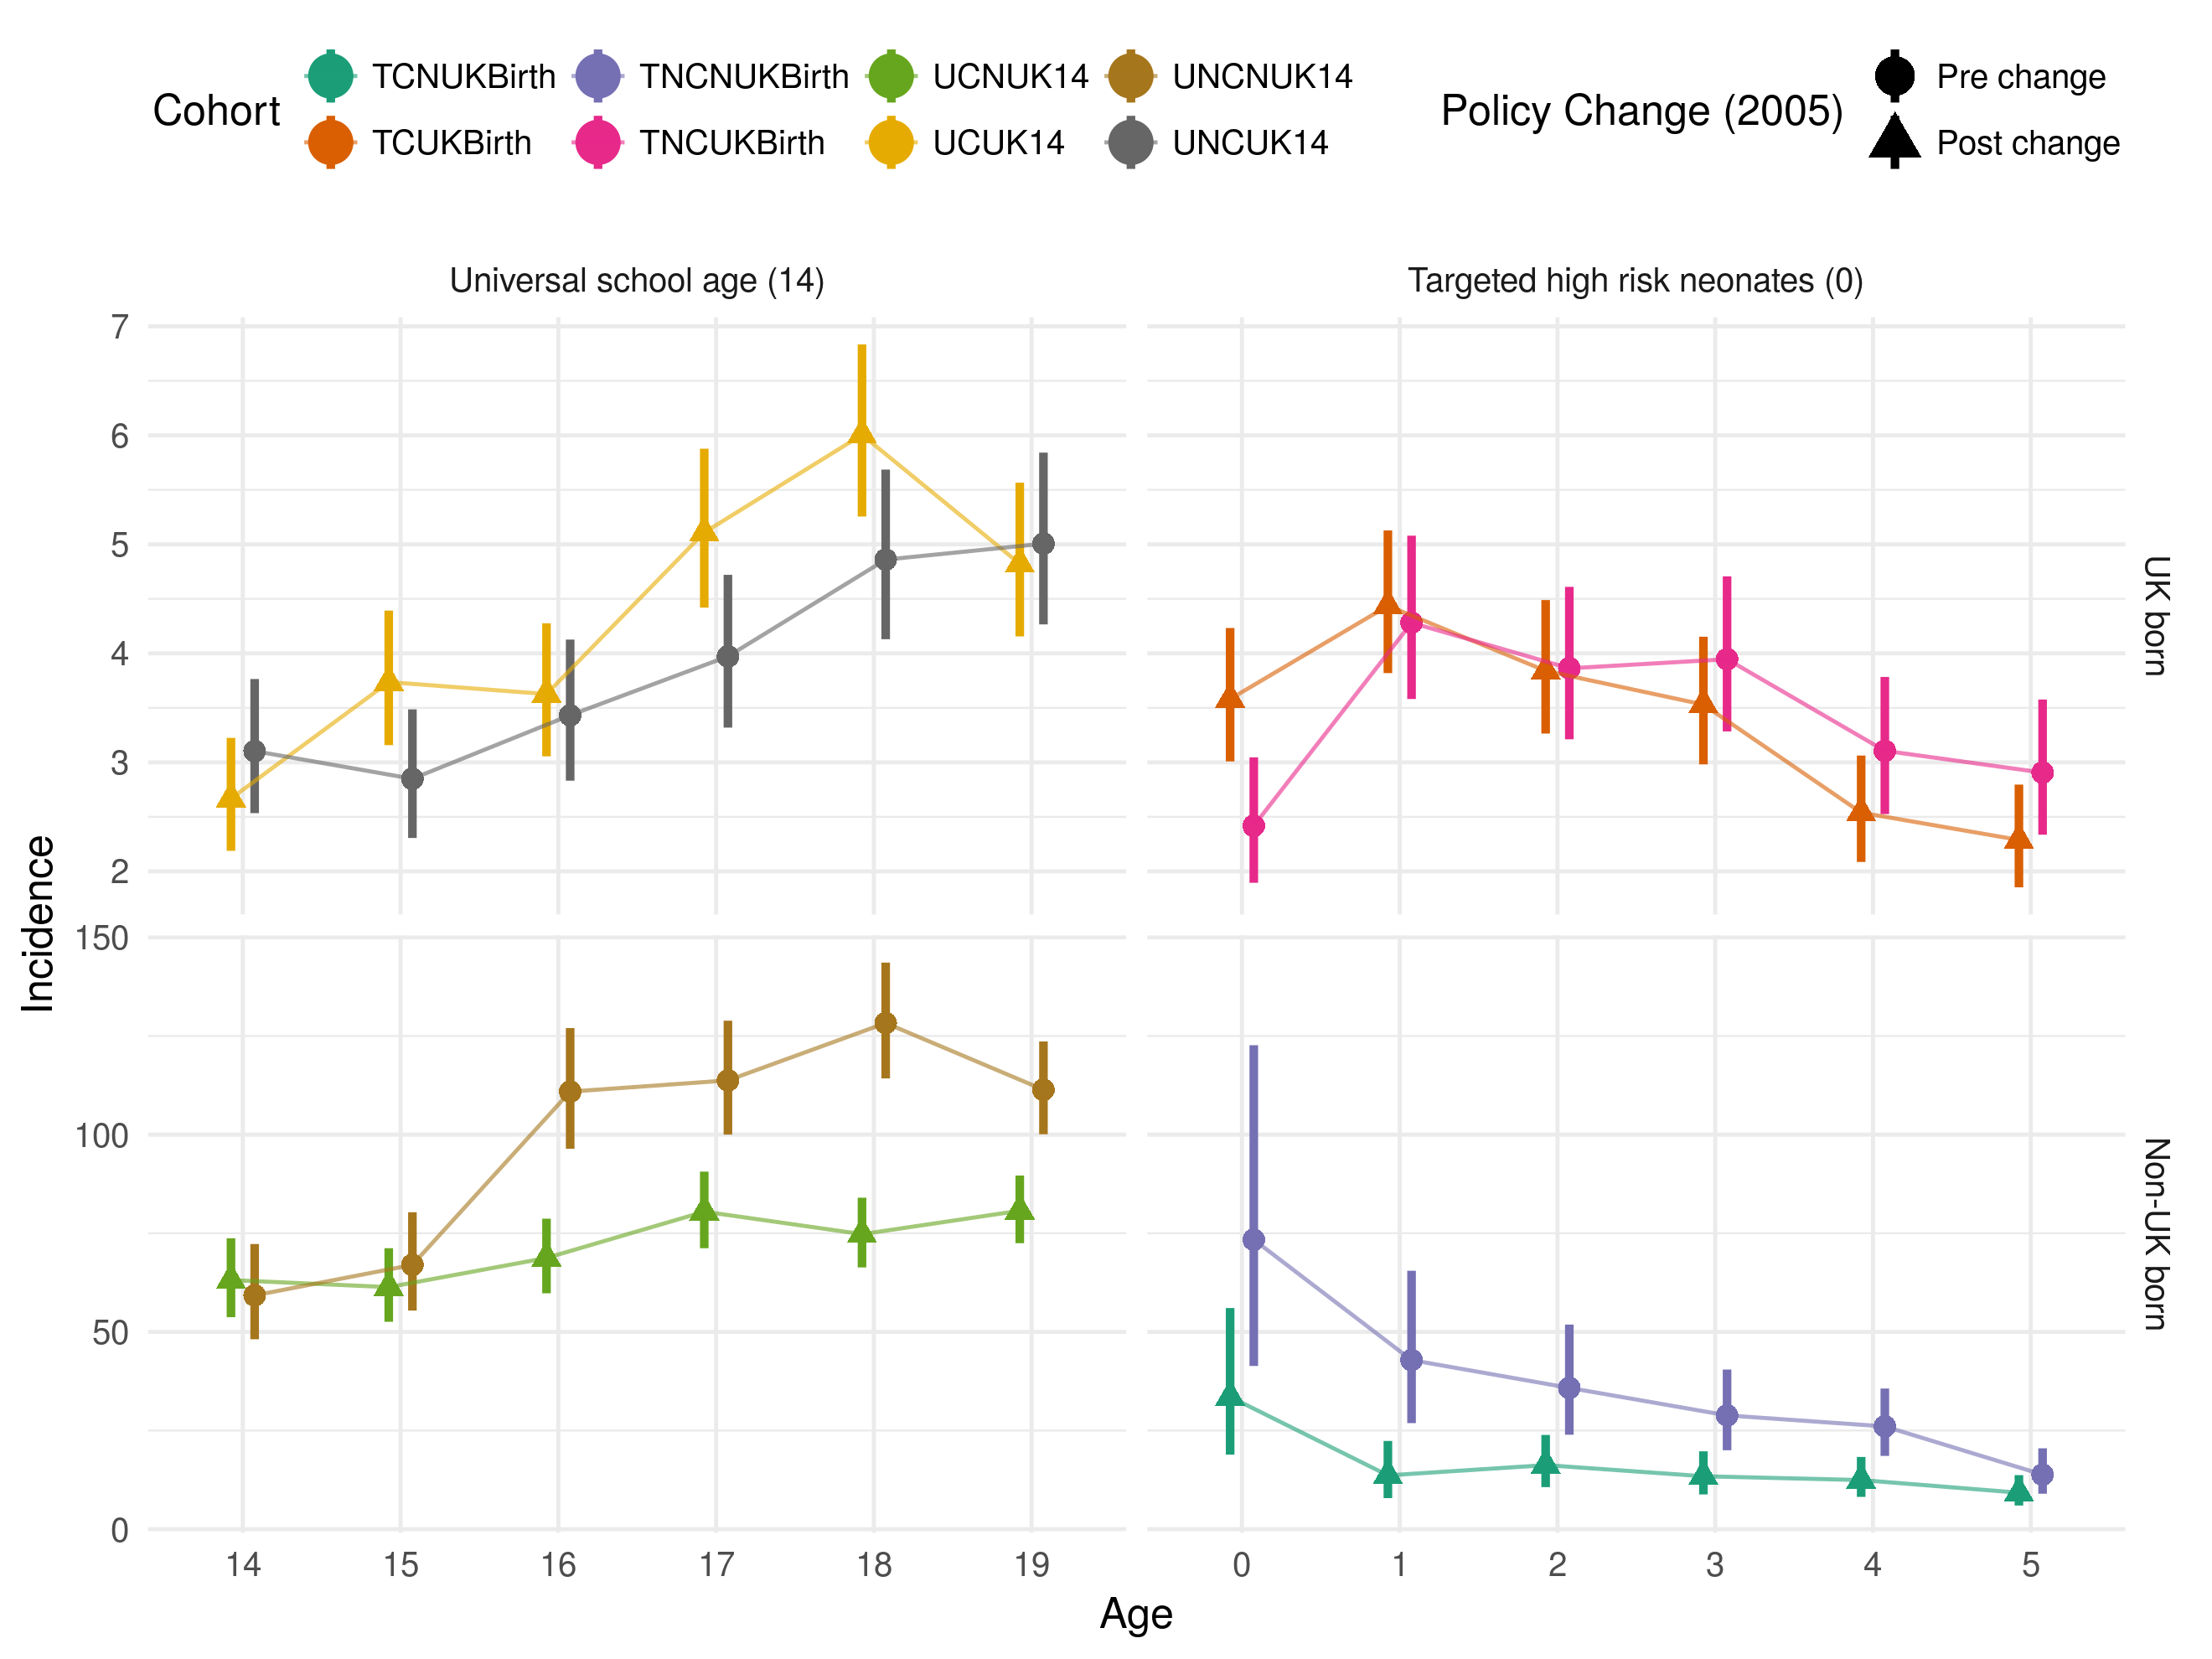 Cohort
TCNUKBirth TNCNUKBirth UCNUK14 UNCNUK14
TCUKBirth TNCUKBirth UCUK14 UNCUK14
Policy Change (2005)
Pre change
Post change
Universal school age (14)
Targeted high risk neonates (0)
7
6
5
4
3
2
UK born
150
100
50
0
Non-UK born
Incidence
14 15 16 17 18 19
0 1 2 3 4 5
Age